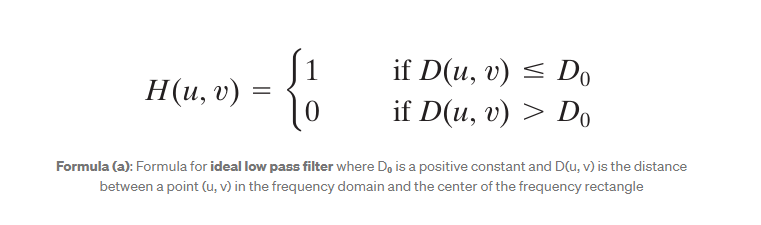 H(u, v) = { 1 if D(u, v) ≤ D₀
0 if D(u, v) > D₀
Formula (a): Formula for ideal low pass filter where D₀ is a positive constant and D(u, v) is the distance
between a point (u, v) in the frequency domain and the center of the frequency rectangle